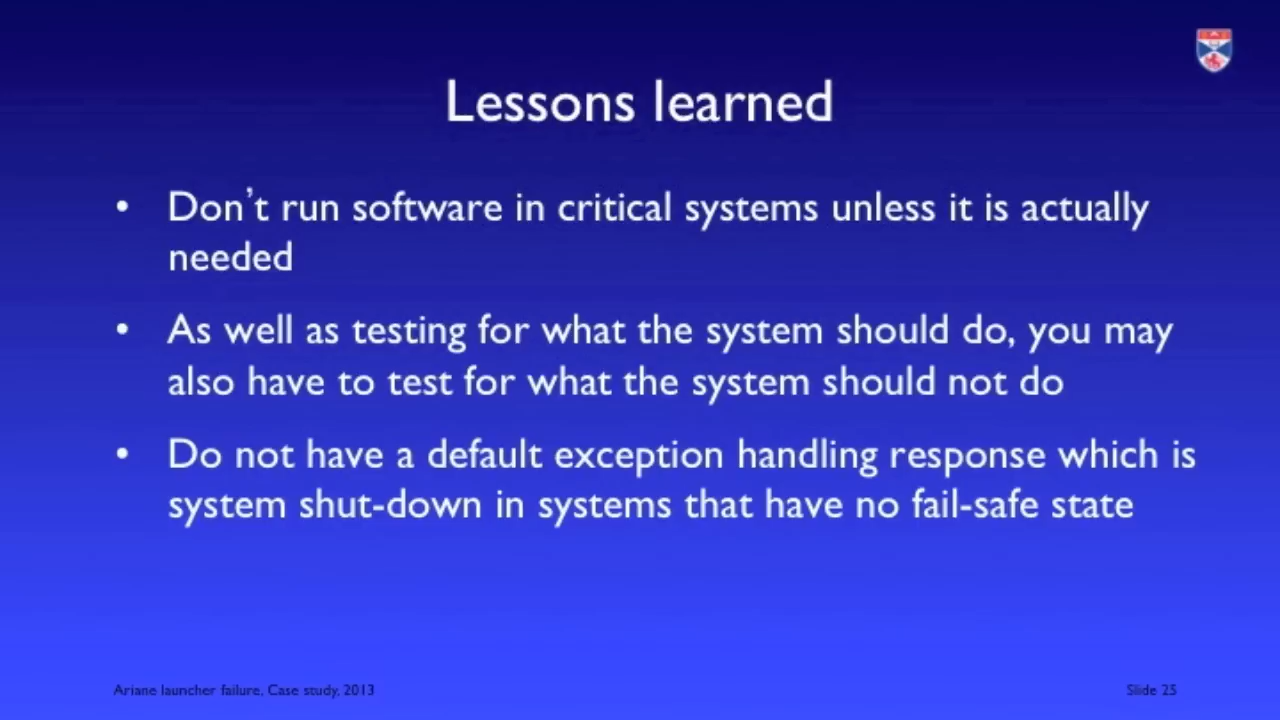 Lessons learned
• Don't run software in critical systems unless it is actually
needed
• As well as testing for what the system should do, you may
also have to test for what the system should not do
• Do not have a default exception handling response which is
system shut-down in systems that have no fail-safe state
Ariane launcher failure, Case study, 2013
Slide 25